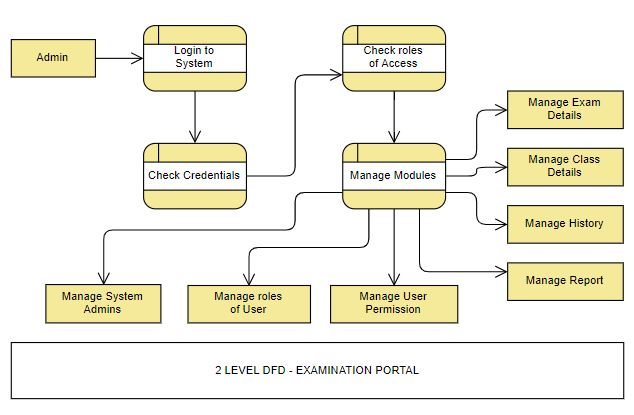 Admin
Login to
System
Check roles
of Access
Manage Exam
Details
Check Credentials
Manage Modules
Manage Class
Details
Manage History
Manage Report
Manage System
Admins
Manage roles
of User
Manage User
Permission
2 LEVEL DFD - EXAMINATION PORTAL